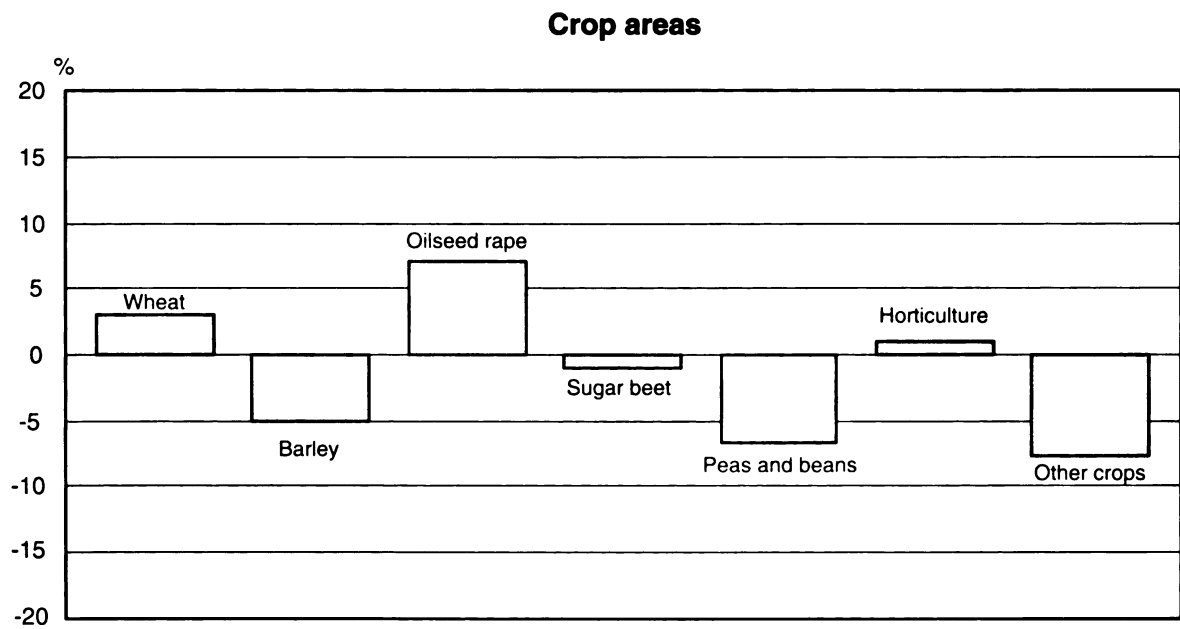 Crop areas
%
20
15
10
5
0
-5
-10
-15
-20
Wheat
Barley
Oilseed rape
Sugar beet
Peas and beans
Horticulture
Other crops